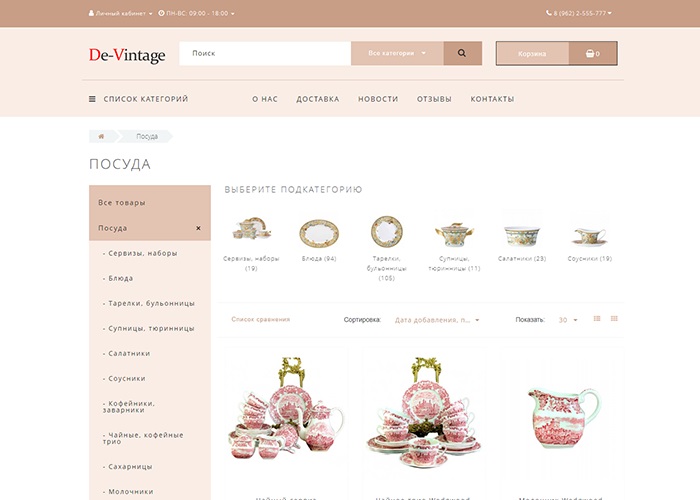 Личный кабинет
ПН-ВС: 09:00 - 18:00
8 (962) 2-555-777
De-Vintage
Поиск
Все категории
Корзина
0
СПИСОК КАТЕГОРИЙ
О НАС
ДОСТАВКА
НОВОСТИ
ОТЗЫВЫ
КОНТАКТЫ
Посуда
ПОСУДА
Все товары
Посуда
- Сервизы, наборы
- Блюда
- Тарелки, бульонницы
- Супницы, тюринницы
- Салатники
- Соусники
- Кофейники,
заварники
- Чайные, кофейные
трио
- Сахарницы
- Молочники
ВЫБЕРИТЕ ПОДКАТЕГОРИЮ
Сервизы, наборы
(19)
Блюда (94)
Тарелки,
бульонницы
(105)
Супницы,
тюринницы (11)
Салатники (23)
Соусники (19)
Список сравнения
Сортировка:
Дата добавления, п...
Показать:
30